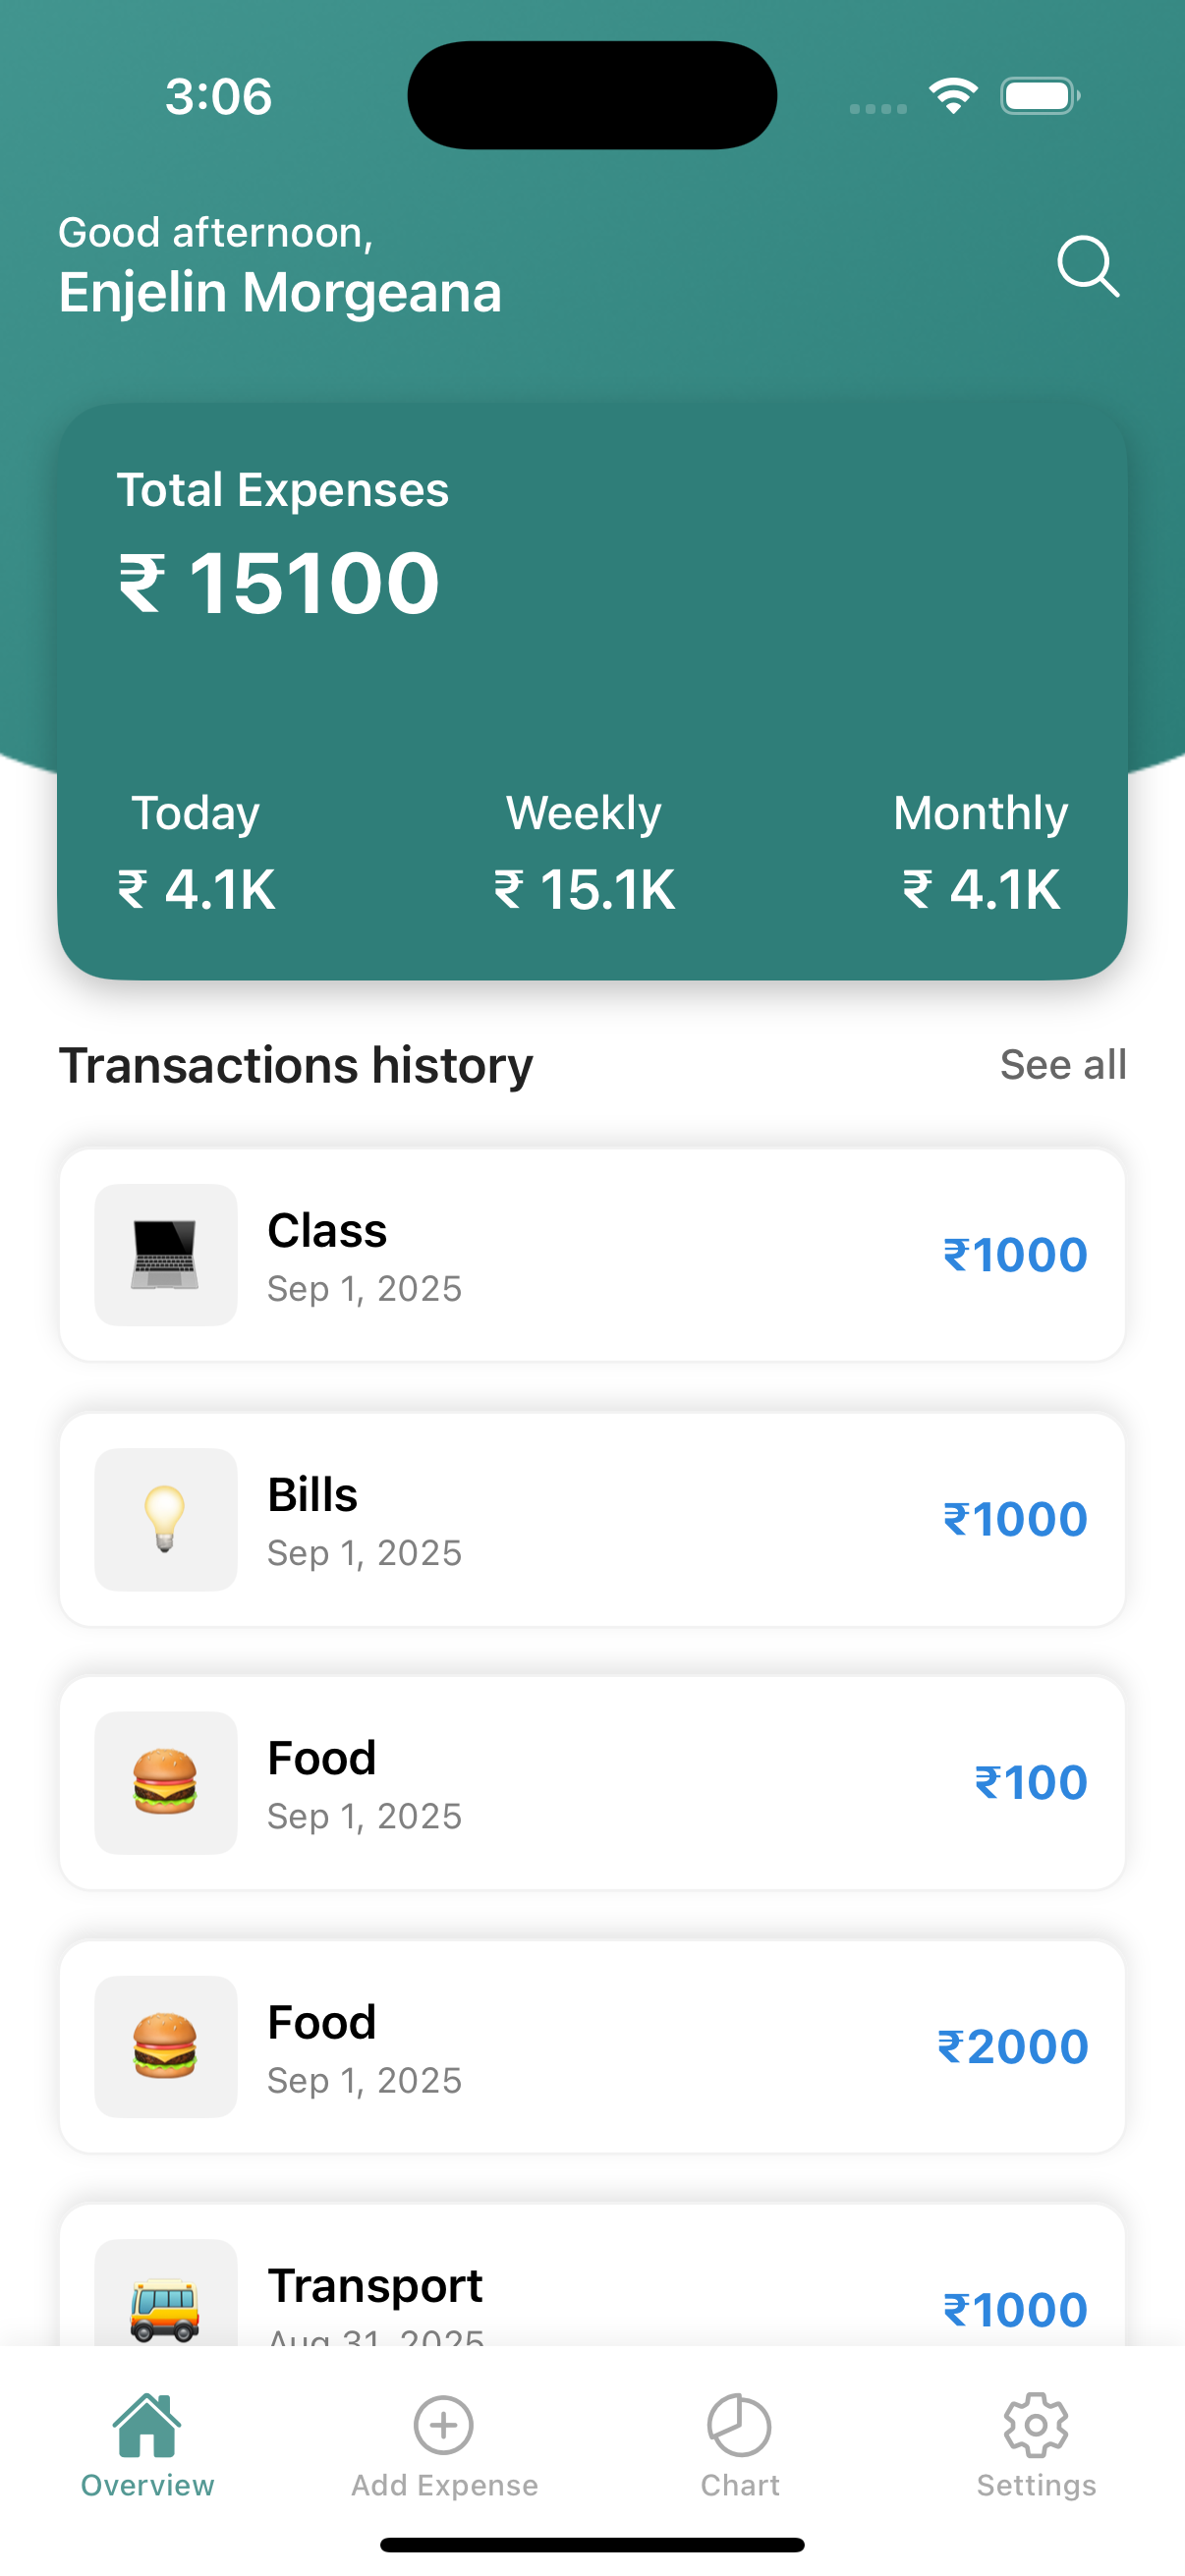 3:06
Good afternoon,
Enjelin Morgeana
Total Expenses
₹ 15100
Today Weekly Monthly
₹ 4.1K ₹ 15.1K ₹ 4.1K
Transactions history See all
Class
₹1000
Sep 1, 2025
Bills
₹1000
Sep 1, 2025
Food
₹100
Sep 1, 2025
Food
₹2000
Sep 1, 2025
Transport
₹1000
Aug 31, 2025
Overview Add Expense Chart Settings